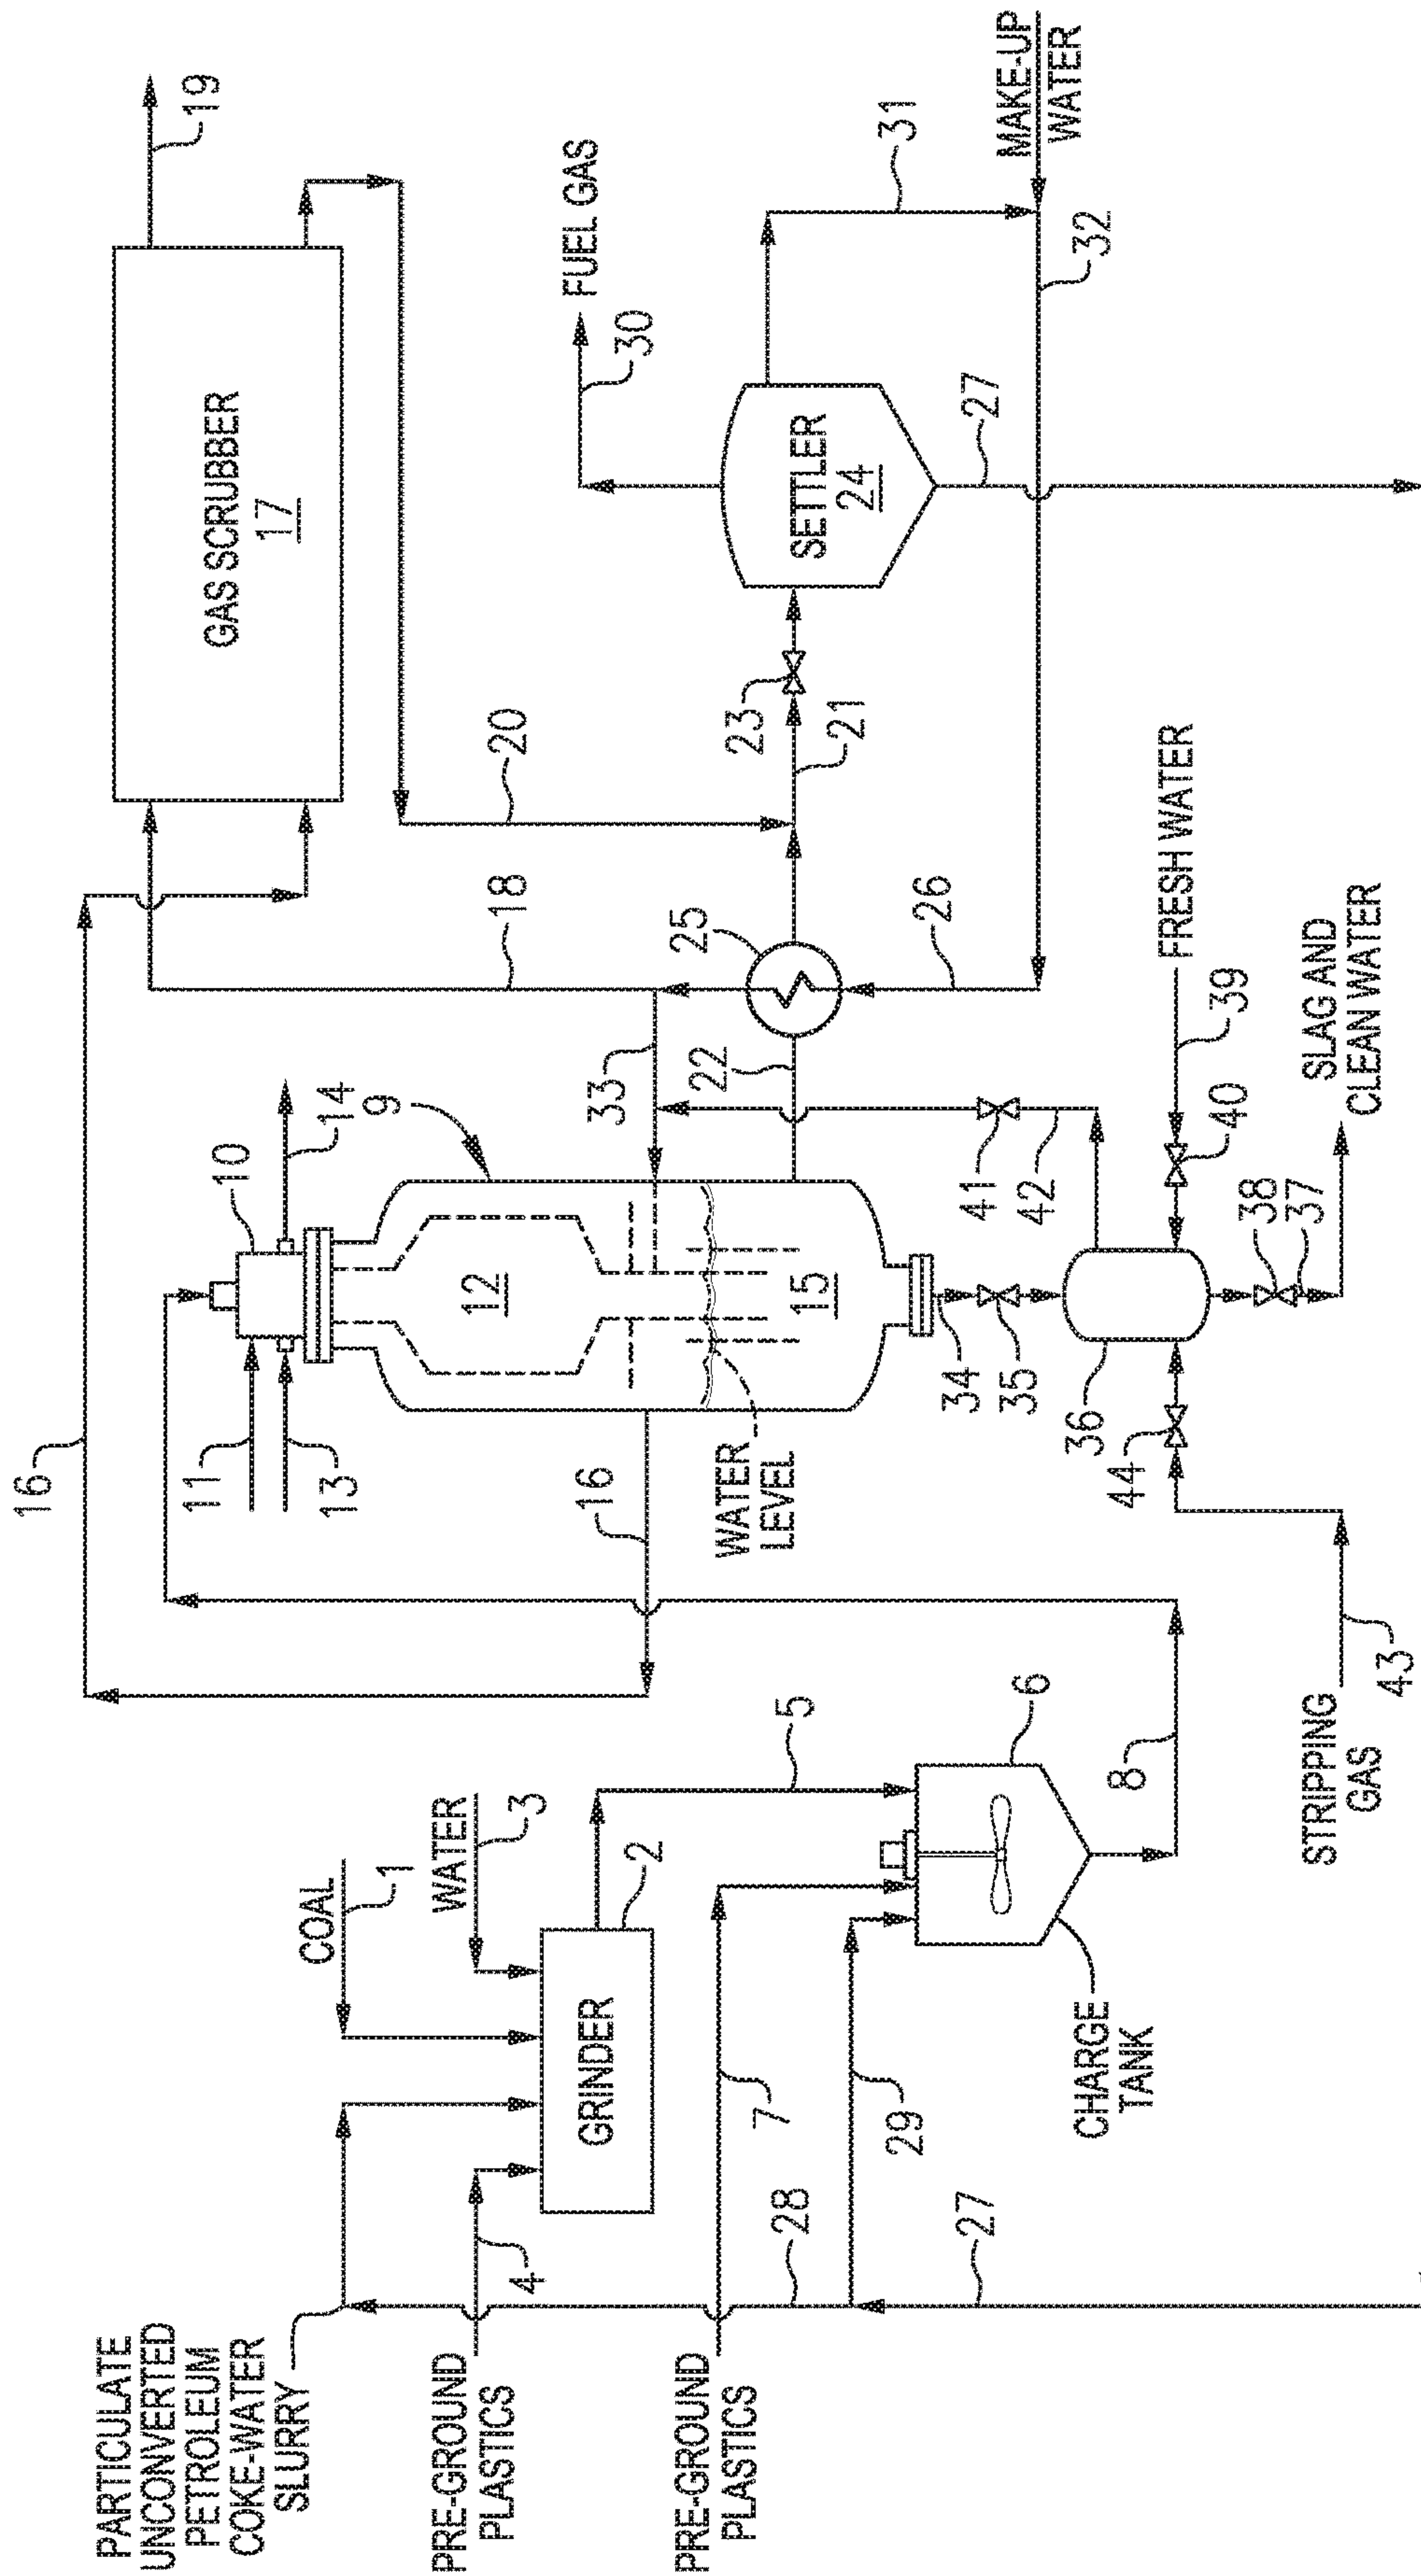 PARTICULATE
UNCONVERTED
PETROLEUM
COKE-WATER
SLURRY
PRE-GROUND
PLASTICS
PRE-GROUND
PLASTICS
COAL
1
WATER
3
4
GRINDER
2
5
7
28
29
27
6
CHARGE
TANK
8
16
16
11
13
10
14
9
12
15
WATER
LEVEL
33
22
34
35
36
41
42
44
STRIPPING
GAS
43
FRESH WATER
39
40
38
37
SLAG AND
CLEAN WATER
GAS SCRUBBER
17
19
18
20
25
26
21
23
SETTLER
24
FUEL GAS
30
31
27
32
MAKE-UP
WATER